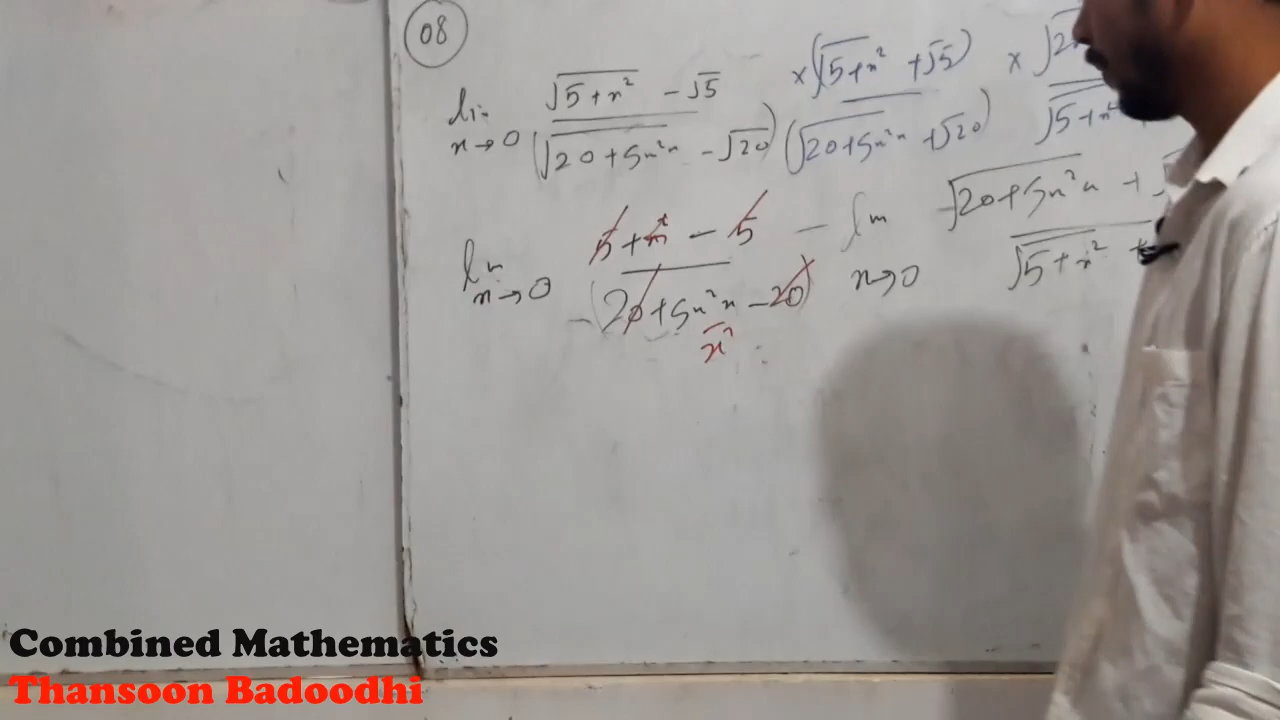 08
lim x→0 (√(5+x²) - √5) / (√(20+Sin²x) - √20) × (√(5+x²) + √5) / (√(20+Sin²x) + √20) × √2 / √(5+x²)
lim x→0 (5+x² - 5) / (20+Sin²x - 20) - lim x→0 √(20+Sin²x) + √ / √(5+x²) +
x²
Combined Mathematics
Thansoon Badoodhi